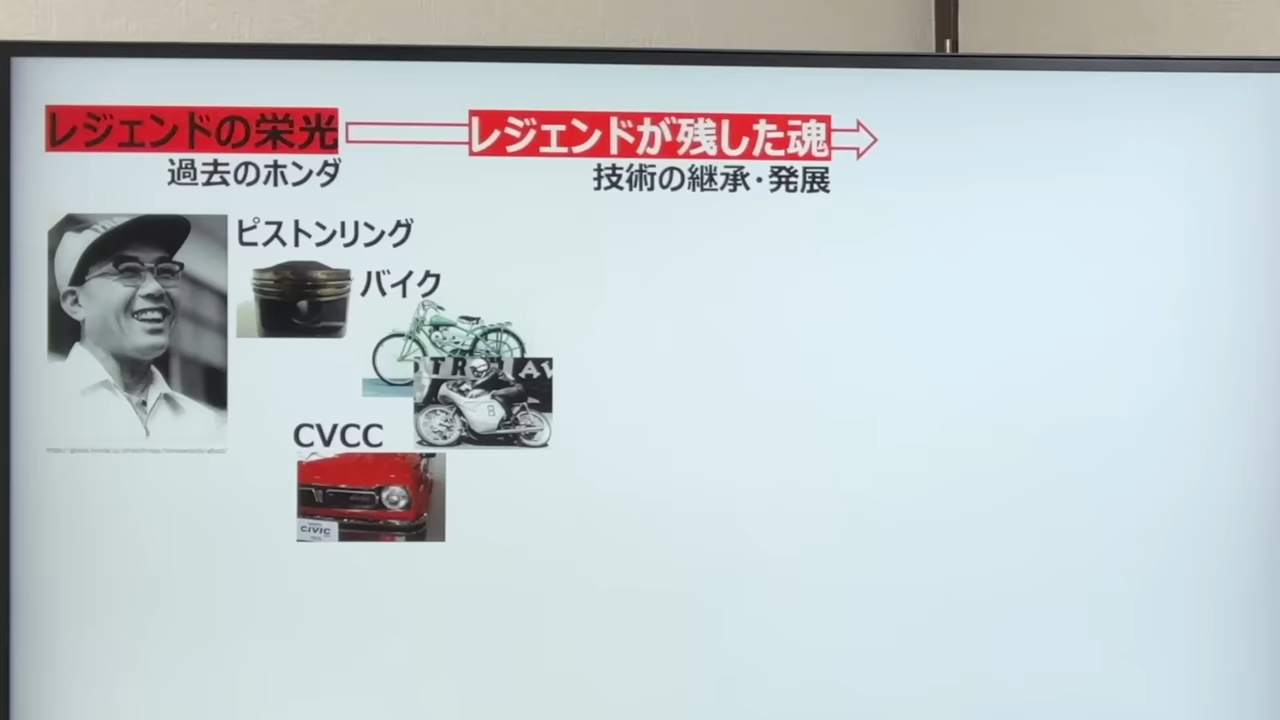 レジェンドの栄光
レジェンドが残した魂
過去のホンダ
技術の継承・発展
ピストンリング
バイク
CVCC
8
CIVIC